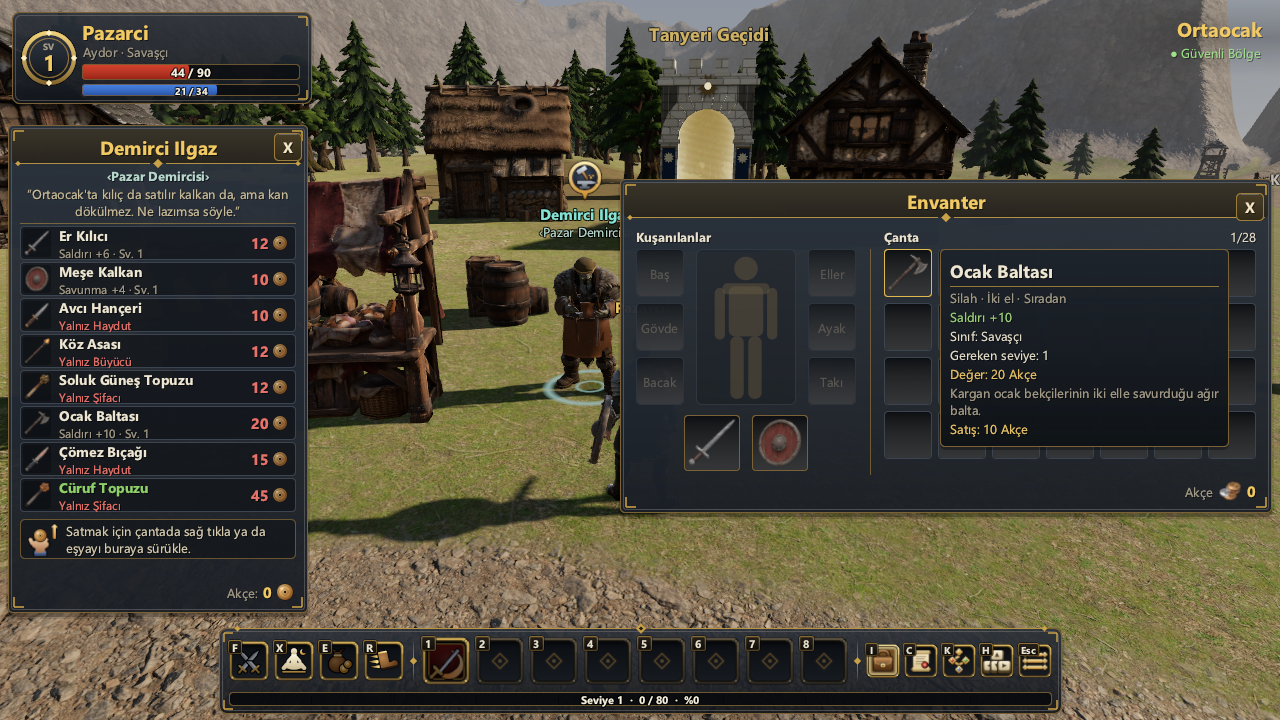 Pazarci
Aydor · Savaşçı
SV
1
44 / 90
21 / 34
Tanyeri Geçidi
Ortaocak
Güvenli Bölge
Demirci Ilgaz
X
‹Pazar Demircisi›
"Ortaocak'ta kılıç da satılır kalkan da, ama kan
dökülmez. Ne lazımsa söyle."
Er Kılıcı
Saldırı +6 · Sv. 1
12
Meşe Kalkan
Savunma +4 · Sv. 1
10
Avcı Hançeri
Yalnız Haydut
10
Köz Asası
Yalnız Büyücü
12
Soluk Güneş Topuzu
Yalnız Şifacı
12
Ocak Baltası
Saldırı +10 · Sv. 1
20
Çömez Bıçağı
Yalnız Haydut
15
Cüruf Topuzu
Yalnız Şifacı
45
Satmak için çantada sağ tıkla ya da
eşyayı buraya sürükle.
Akçe: 0
Demirci Ilga
‹Pazar Demirci
Envanter
X
Kuşanılanlar
Baş
Gövde
Bacak
Eller
Ayak
Takı
Çanta
1/28
Ocak Baltası
Silah · İki el · Sıradan
Saldırı +10
Sınıf: Savaşçı
Gereken seviye: 1
Değer: 20 Akçe
Kargan ocak bekçilerinin iki elle savurduğu ağır
balta.
Satış: 10 Akçe
Akçe 0
K
F
X
E
R
1
2
3
4
5
6
7
8
I
C
K
H
Esc
Seviye 1 · 0 / 80 · %0